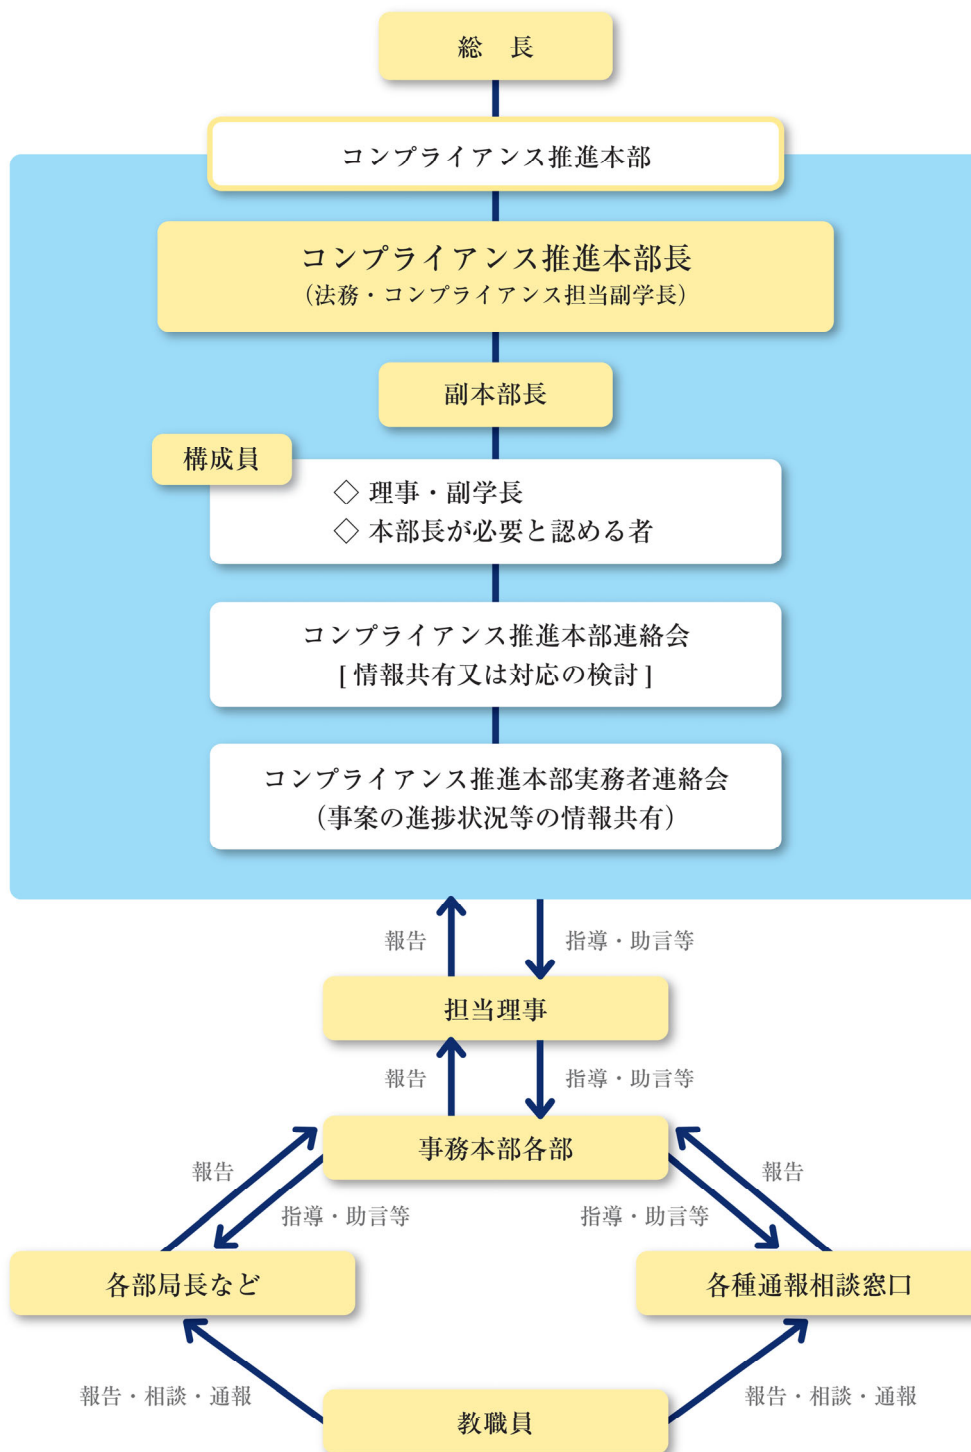 総　長
コンプライアンス推進本部
コンプライアンス推進本部長
（法務・コンプライアンス担当副学長）
副本部長
構成員
◇ 理事・副学長
◇ 本部長が必要と認める者
コンプライアンス推進本部連絡会
[ 情報共有又は対応の検討 ]
コンプライアンス推進本部実務者連絡会
（事案の進捗状況等の情報共有）
報告
指導・助言等
担当理事
報告
指導・助言等
事務本部各部
報告
報告
指導・助言等
指導・助言等
各部局長など
各種通報相談窓口
報告・相談・通報
報告・相談・通報
教職員